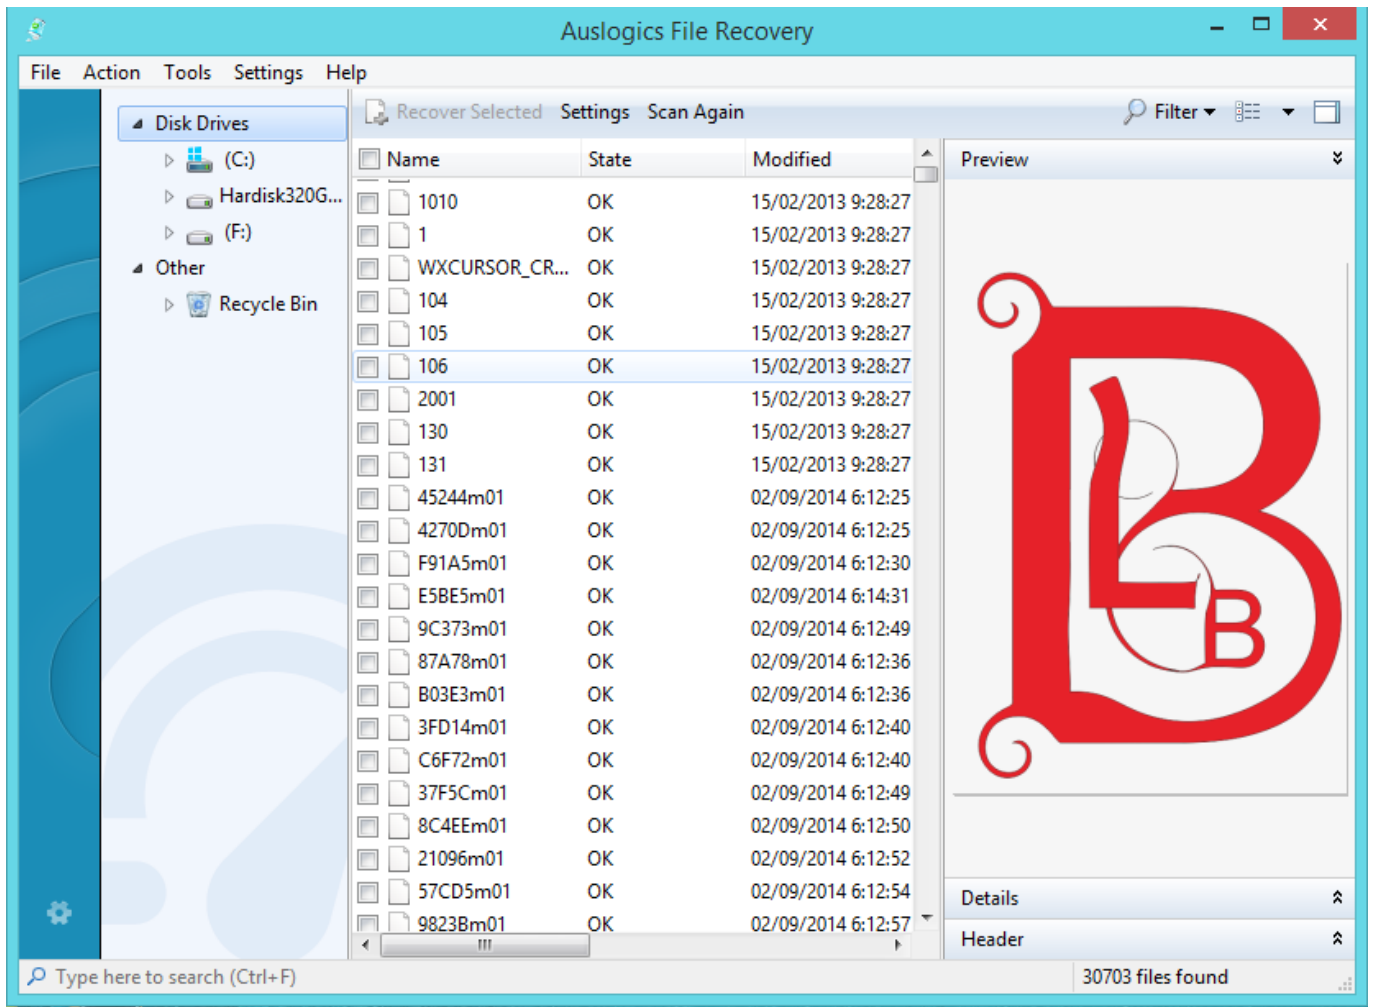 Auslogics File Recovery
File Action Tools Settings Help
Recover Selected Settings Scan Again Filter
Disk Drives
(C:)
Hardisk320G...
(F:)
Other
Recycle Bin
Name State Modified
1010 OK 15/02/2013 9:28:27
1 OK 15/02/2013 9:28:27
WXCURSOR_CR... OK 15/02/2013 9:28:27
104 OK 15/02/2013 9:28:27
105 OK 15/02/2013 9:28:27
106 OK 15/02/2013 9:28:27
2001 OK 15/02/2013 9:28:27
130 OK 15/02/2013 9:28:27
131 OK 15/02/2013 9:28:27
45244m01 OK 02/09/2014 6:12:25
4270Dm01 OK 02/09/2014 6:12:25
F91A5m01 OK 02/09/2014 6:12:30
E5BE5m01 OK 02/09/2014 6:14:31
9C373m01 OK 02/09/2014 6:12:49
87A78m01 OK 02/09/2014 6:12:36
B03E3m01 OK 02/09/2014 6:12:36
3FD14m01 OK 02/09/2014 6:12:40
C6F72m01 OK 02/09/2014 6:12:40
37F5Cm01 OK 02/09/2014 6:12:49
8C4EEm01 OK 02/09/2014 6:12:50
21096m01 OK 02/09/2014 6:12:52
57CD5m01 OK 02/09/2014 6:12:54
9823Bm01 OK 02/09/2014 6:12:57
Preview
B
L
B
Details
Header
Type here to search (Ctrl+F)
30703 files found